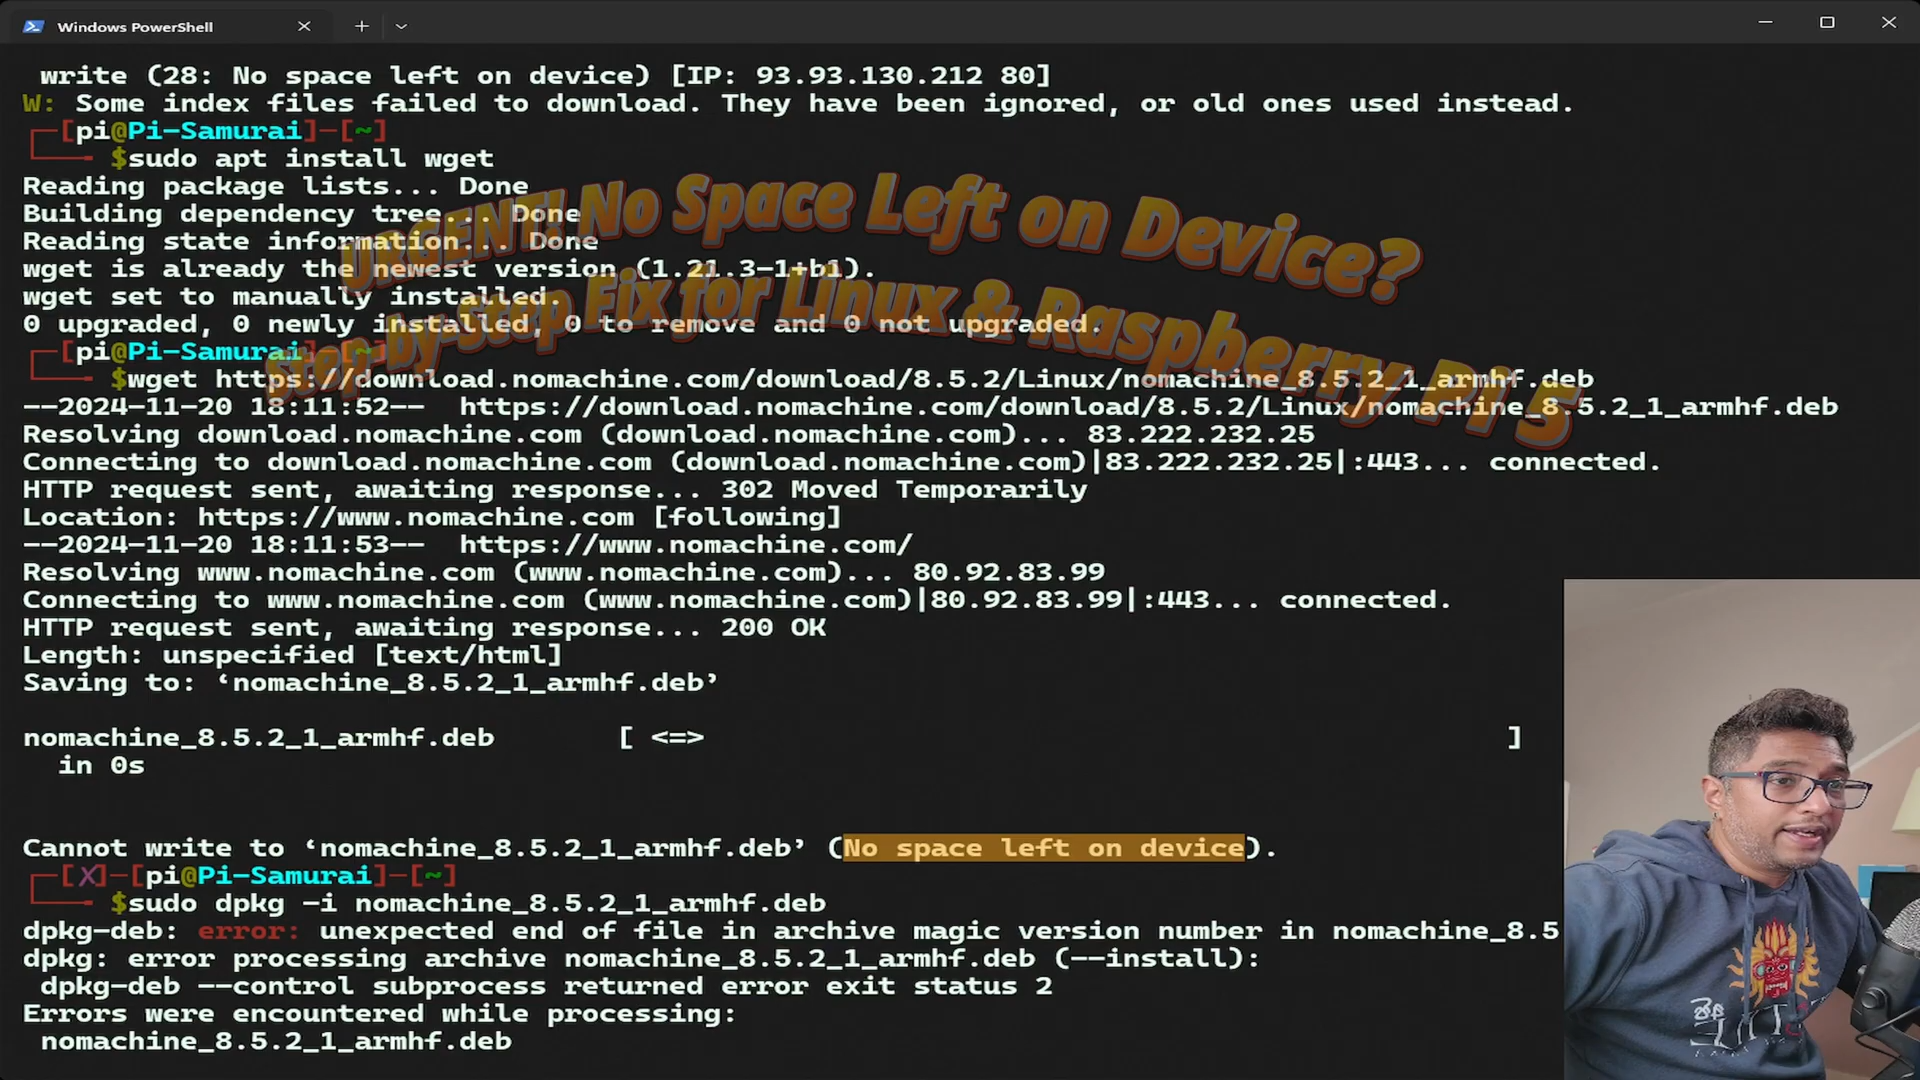 Windows PowerShell
write (28: No space left on device) [IP: 93.93.130.212 80]
W: Some index files failed to download. They have been ignored, or old ones used instead.
[pi@Pi-Samurai]-[~]
$sudo apt install wget
Reading package lists... Done
Building dependency tree... Done
Reading state information... Done
wget is already the newest version (1.21.3-1+b1).
wget set to manually installed.
0 upgraded, 0 newly installed, 0 to remove and 0 not upgraded.
URGENT! No Space Left on Device?
Step-by-Step Fix for Linux & Raspberry Pi 5
[pi@Pi-Samurai]-[~]
$wget https://download.nomachine.com/download/8.5.2/Linux/nomachine_8.5.2_1_armhf.deb
--2024-11-20 18:11:52--  https://download.nomachine.com/download/8.5.2/Linux/nomachine_8.5.2_1_armhf.deb
Resolving download.nomachine.com (download.nomachine.com)... 83.222.232.25
Connecting to download.nomachine.com (download.nomachine.com)|83.222.232.25|:443... connected.
HTTP request sent, awaiting response... 302 Moved Temporarily
Location: https://www.nomachine.com [following]
--2024-11-20 18:11:53--  https://www.nomachine.com/
Resolving www.nomachine.com (www.nomachine.com)... 80.92.83.99
Connecting to www.nomachine.com (www.nomachine.com)|80.92.83.99|:443... connected.
HTTP request sent, awaiting response... 200 OK
Length: unspecified [text/html]
Saving to: ‘nomachine_8.5.2_1_armhf.deb’
nomachine_8.5.2_1_armhf.deb [ <=> ]
in 0s
Cannot write to ‘nomachine_8.5.2_1_armhf.deb’ (No space left on device).
[X]-[pi@Pi-Samurai]-[~]
$sudo dpkg -i nomachine_8.5.2_1_armhf.deb
dpkg-deb: error: unexpected end of file in archive magic version number in nomachine_8.5
dpkg: error processing archive nomachine_8.5.2_1_armhf.deb (--install):
dpkg-deb --control subprocess returned error exit status 2
Errors were encountered while processing:
nomachine_8.5.2_1_armhf.deb